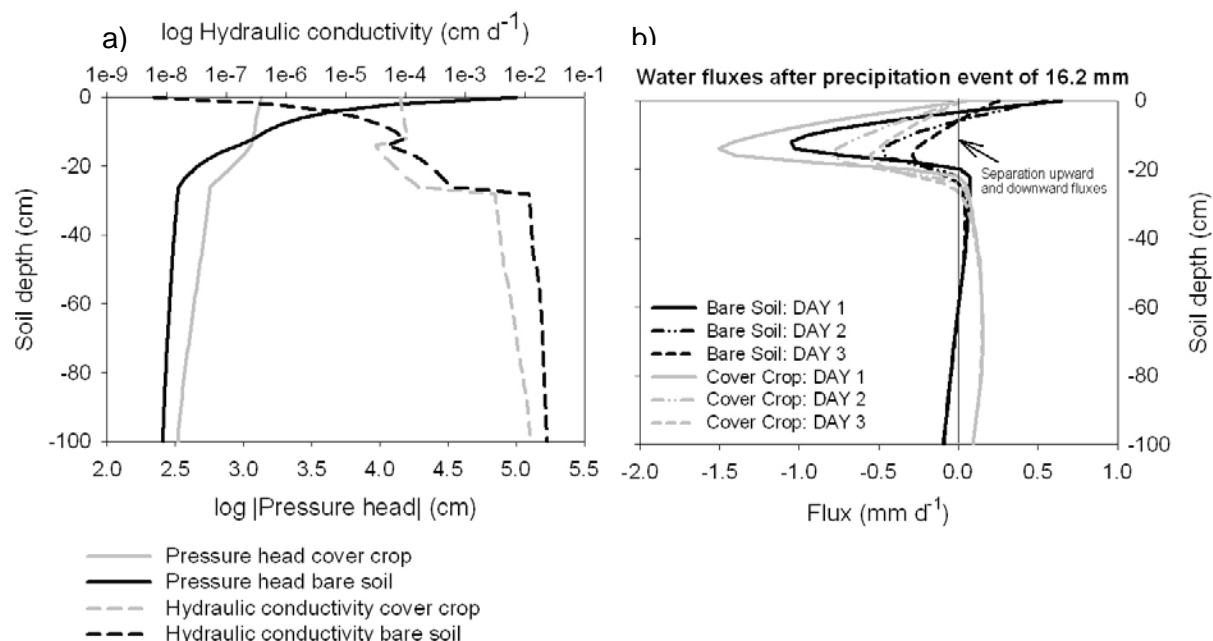 a)
log Hydraulic conductivity (cm d-1)
1e-9 1e-8 1e-7 1e-6 1e-5 1e-4 1e-3 1e-2 1e-1
0
-20
-40
-60
-80
-100
Soil depth (cm)
2.0 2.5 3.0 3.5 4.0 4.5 5.0 5.5
log |Pressure head| (cm)
Pressure head cover crop
Pressure head bare soil
Hydraulic conductivity cover crop
Hydraulic conductivity bare soil
b)
Water fluxes after precipitation event of 16.2 mm
Separation upward
and downward fluxes
Bare Soil: DAY 1
Bare Soil: DAY 2
Bare Soil: DAY 3
Cover Crop: DAY 1
Cover Crop: DAY 2
Cover Crop: DAY 3
0
-20
-40
-60
-80
-100
Soil depth (cm)
-2.0 -1.5 -1.0 -0.5 0.0 0.5 1.0
Flux (mm d-1)